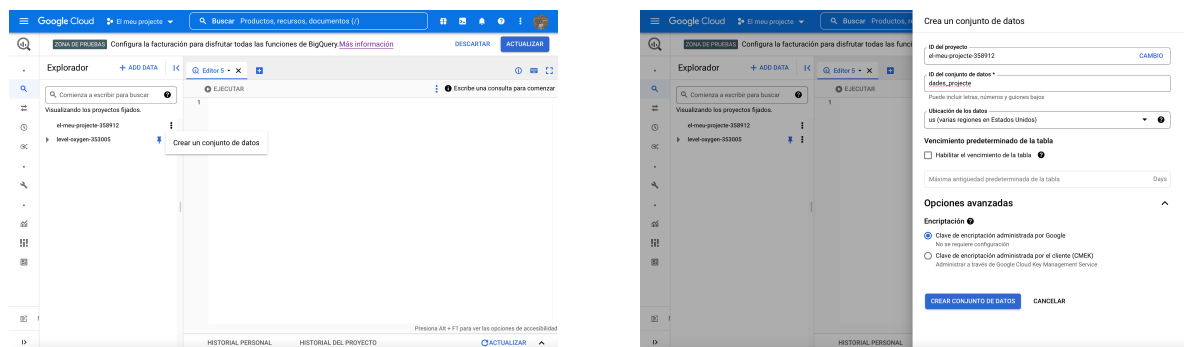 Google Cloud
El meu projecte
Buscar Productos, recursos, documentos (/)
ZONA DE PRUEBAS Configura la facturación para disfrutar todas las funciones de BigQuery. Más información
DESCARTAR
ACTUALIZAR
Explorador
+ ADD DATA
Editor 5
EJECUTAR
Escribe una consulta para comenzar
Comienza a escribir para buscar
1
Visualizando los proyectos fijados.
el-meu-projecte-358912
level-oxygen-353005
Crear un conjunto de datos
Presiona Alt + F1 para ver las opciones de accesibilidad
HISTORIAL PERSONAL
HISTORIAL DEL PROYECTO
ACTUALIZAR
Google Cloud
El meu projecte
Buscar Productos, re
ZONA DE PRUEBAS Configura la facturación para disfrutar todas las funci
Explorador
+ ADD DATA
Editor 5
EJECUTAR
Comienza a escribir para buscar
1
Visualizando los proyectos fijados.
el-meu-projecte-358912
level-oxygen-353005
HISTORIAL PERSONAL
Crea un conjunto de datos
ID del proyecto
el-meu-projecte-358912
CAMBIO
ID del conjunto de datos *
dades_projecte
Puede incluir letras, números y guiones bajos
Ubicación de los datos
us (varias regiones en Estados Unidos)
Vencimiento predeterminado de la tabla
Habilitar el vencimiento de la tabla
Máxima antigüedad predeterminada de la tabla
Days
Opciones avanzadas
Encriptación
Clave de encriptación administrada por Google
No se requiere configuración
Clave de encriptación administrada por el cliente (CMEK)
Administrar a través de Google Cloud Key Management Service
CREAR CONJUNTO DE DATOS
CANCELAR